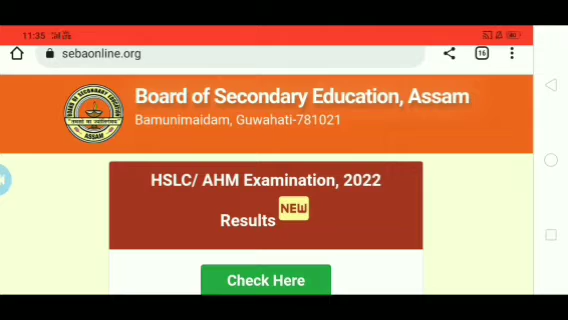 11:35
sebaonline.org
16
Board of Secondary Education, Assam
Bamunimaidam, Guwahati-781021
ASSAM
HSLC/ AHM Examination, 2022
Results NEW
Check Here